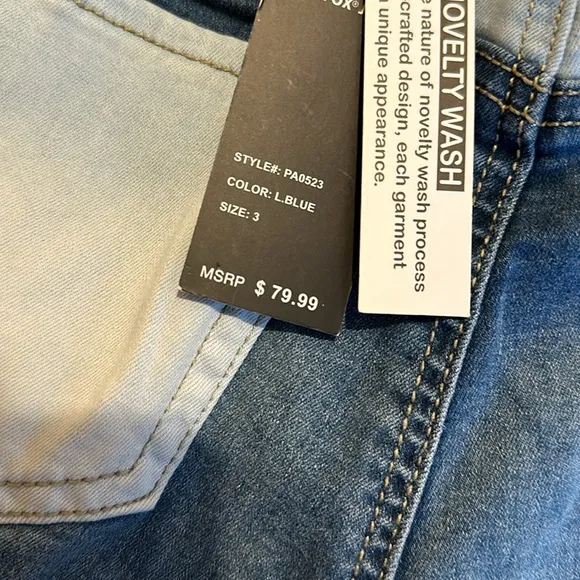 OX®
STYLE#: PA0523
COLOR: L.BLUE
SIZE: 3
MSRP $ 79.99
NOVELTY WASH
e nature of novelty wash process
crafted design, each garment
unique appearance.